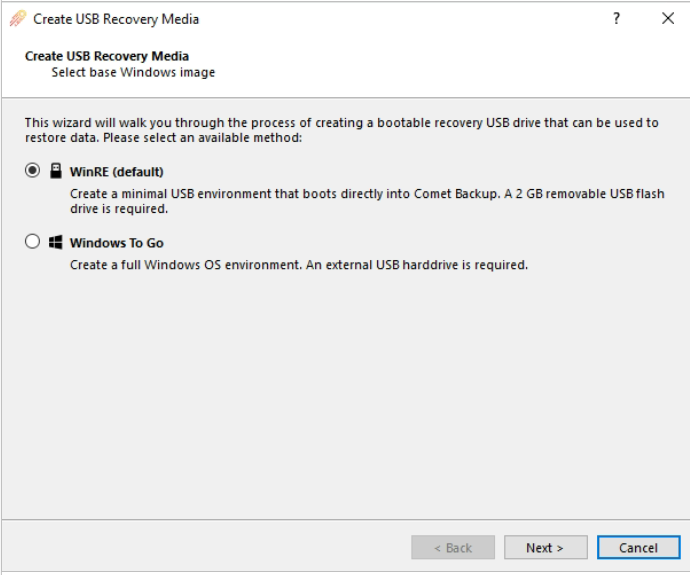 Create USB Recovery Media
?
Create USB Recovery Media
Select base Windows image
This wizard will walk you through the process of creating a bootable recovery USB drive that can be used to
restore data. Please select an available method:
WinRE (default)
Create a minimal USB environment that boots directly into Comet Backup. A 2 GB removable USB flash
drive is required.
Windows To Go
Create a full Windows OS environment. An external USB harddrive is required.
< Back Next > Cancel